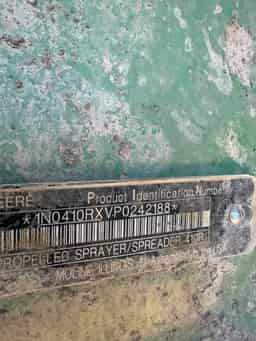 EERE
Product Identification Number
*1N0410RXVP0242188*
PROPELLED SPRAYER/SPREADER
MOLINE, ILLINOIS